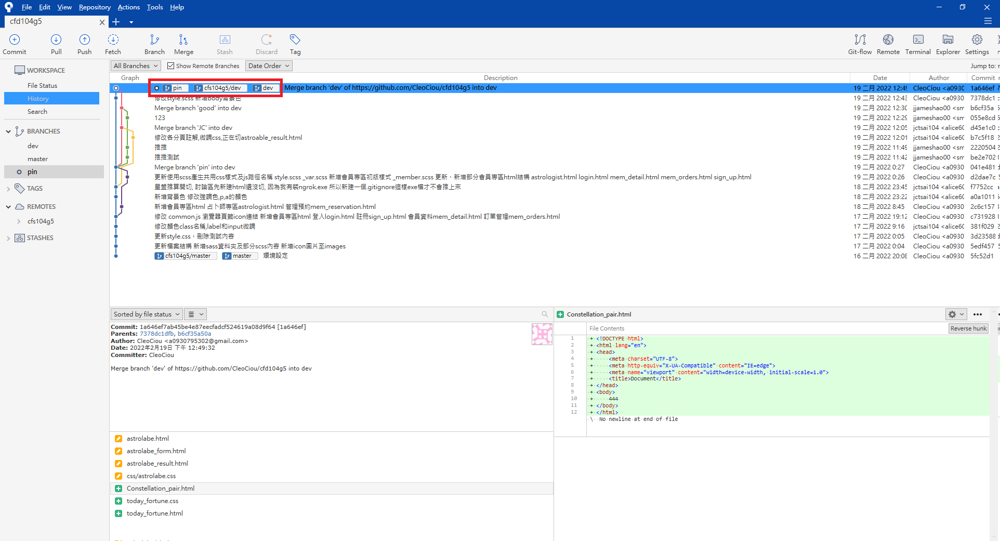 File Edit View Repository Actions Tools Help
cfd104g5
Commit Pull Push Fetch Branch Merge Stash Discard Tag Git-flow Remote Terminal Explorer Settings
WORKSPACE
File Status
History
Search
BRANCHES
dev
master
pin
TAGS
REMOTES
cfs104g5
STASHES
All Branches Show Remote Branches Date Order Jump to:
Graph Description Date Author Commit
pin cfs104g5/dev dev Merge branch 'dev' of https://github.com/CleoCiou/cfd104g5 into dev 19 二月 2022 12:49 CleoCiou <a0930 1a646ef 7
修改style.scss 新增body背景色 19 二月 2022 12:43 CleoCiou <a0930 7378dc1 c
Merge branch 'good' into dev 19 二月 2022 12:30 jjameshao00 <sm b6cf35a 5
123 19 二月 2022 12:29 jjameshao00 <sm 055e8cd 5
Merge branch 'JC' into dev 19 二月 2022 12:05 jctsai104 <alice60 d45e1c0 c
修改各分頁註解,微調css,正在切astroable_result.html 19 二月 2022 12:01 jctsai104 <alice60 b7c5f18 2
推推 19 二月 2022 11:49 jjameshao00 <sm 2220504 2
推推測試 19 二月 2022 11:42 jjameshao00 <sm be2e702 1
Merge branch 'pin' into dev 19 二月 2022 0:27 CleoCiou <a0930 041e481 d
更新使用scss產生共用css樣式及js路徑名稱 style.scss _var.scss 新增會員專區初版樣式 _member.scss 更新、新增部分會員專區html結構 astrologist.html login.html mem_detail.html mem_orders.html sign_up.html 19 二月 2022 0:26 CleoCiou <a0930 d2dae7d 5
星盤推算開切, 討論區先新建html還沒切, 因為我有裝ngrok.exe 所以新建一個.gitignore這樣exe檔才不會推上來 18 二月 2022 23:45 jctsai104 <alice60 f7752cc a
新增背景色 修改強調色,p,a的顏色 18 二月 2022 23:22 jctsai104 <alice60 a0a1011 5
新增會員專區html 占卜師專區astrologist.html 管理預約mem_reservation.html 18 二月 2022 8:45 CleoCiou <a0930 2c6c157 3
修改 common.js 瀏覽器頁籤icon連結 新增會員專區html 登入login.html 註冊sign_up.html 會員資料mem_detail.html 訂單管理mem_orders.html 17 二月 2022 19:12 CleoCiou <a0930 c731928 1
修改顏色class名稱,label和input微調 17 二月 2022 9:16 jctsai104 <alice60 381f029 2
更新style.css，刪除測試內容 17 二月 2022 0:05 CleoCiou <a0930 3d23588 d
更新檔案結構 新增sass資料夾及部分scss內容 新增icon圖片至images 17 二月 2022 0:04 CleoCiou <a0930 5edf457 5
cfs104g5/master master 環境設定 16 二月 2022 20:08 CleoCiou <a0930 5fc52d1
Sorted by file status
Commit: 1a646ef7ab45be4e87eecfadcf524619a08d9f64 [1a646ef]
Parents: 7378dc1dfb, b6cf35a50a
Author: CleoCiou <a0930795302@gmail.com>
Date: 2022年2月19日 下午 12:49:32
Committer: CleoCiou
Merge branch 'dev' of https://github.com/CleoCiou/cfd104g5 into dev
astrolabe.html
astrolabe_form.html
astrolabe_result.html
css/astrolabe.css
Constellation_pair.html
today_fortune.css
today_fortune.html
Constellation_pair.html
File Contents Reverse hunk
1 + <!DOCTYPE html>
2 + <html lang="en">
3 + <head>
4 + <meta charset="UTF-8">
5 + <meta http-equiv="X-UA-Compatible" content="IE=edge">
6 + <meta name="viewport" content="width=device-width, initial-scale=1.0">
7 + <title>Document</title>
8 + </head>
9 + <body>
10 + 444
11 + </body>
12 + </html>
\ No newline at end of file